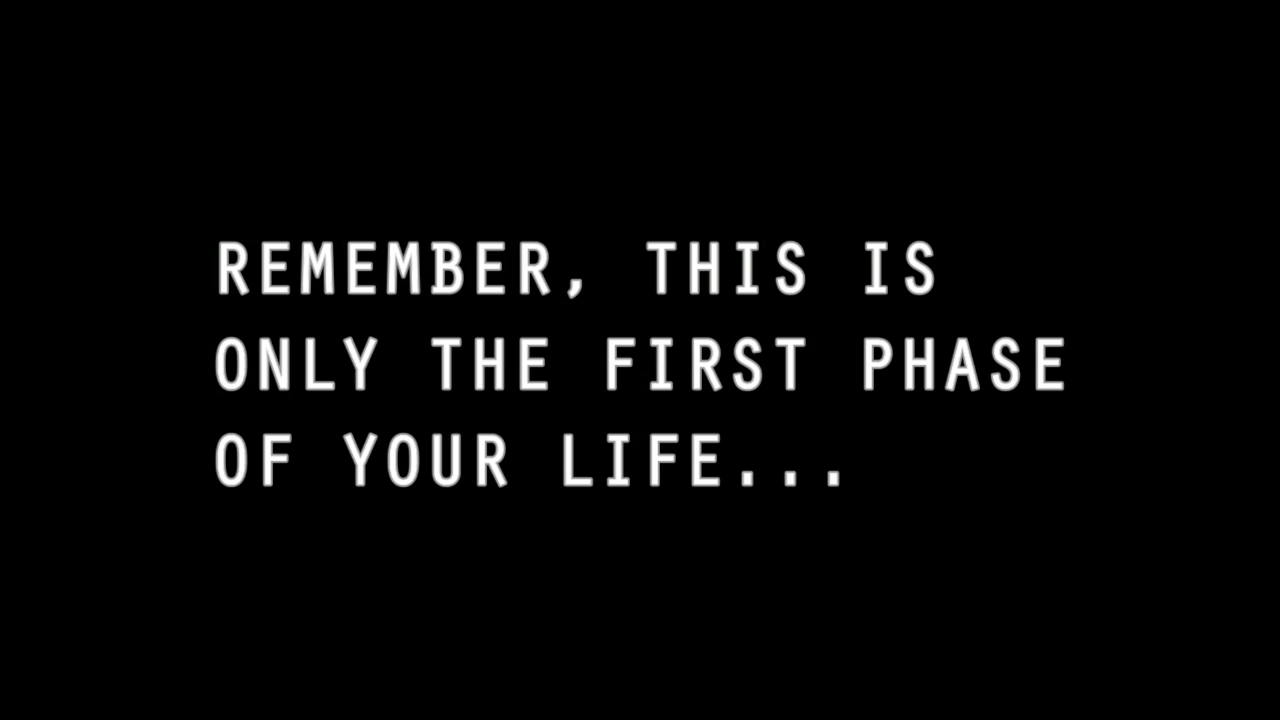 REMEMBER, THIS IS
ONLY THE FIRST PHASE
OF YOUR LIFE...